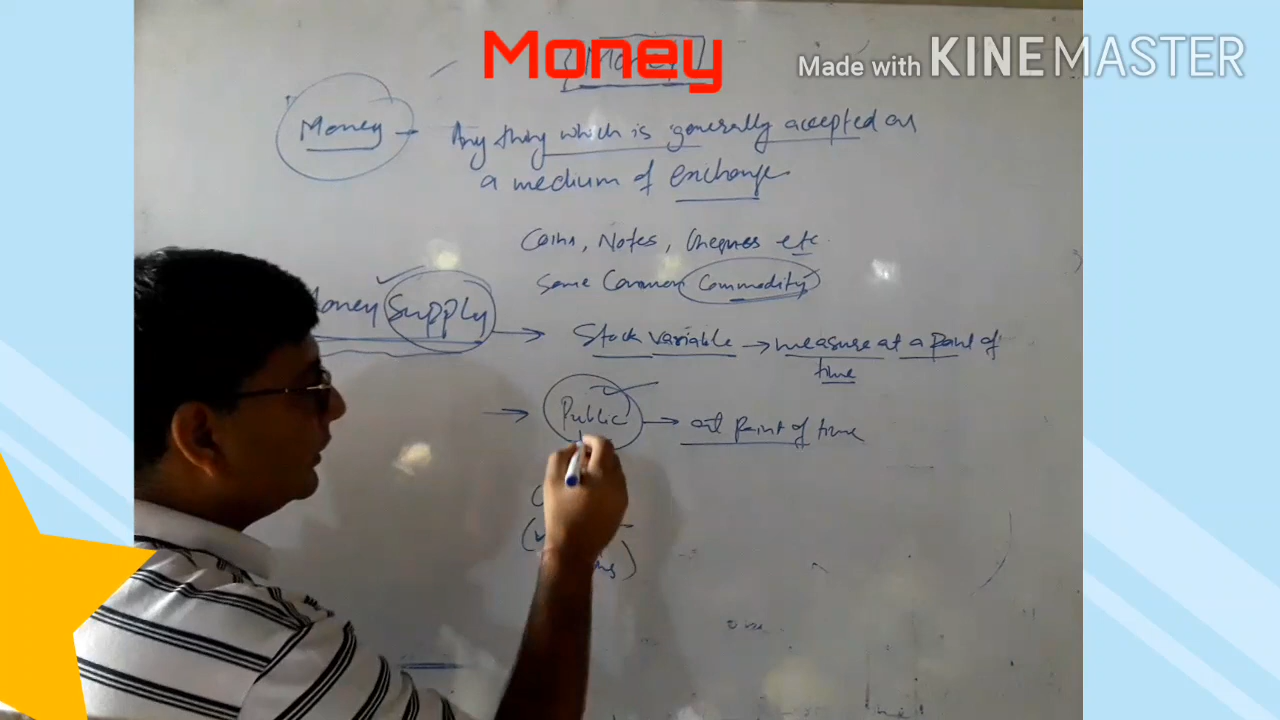 Money
Made with KINEMASTER
Money
Money - Any thing which is generally accepted as
a medium of exchange
Coins, Notes, Cheques etc.
Some Common Commodity
Money Supply → Stock variable → measure at a point of
time
→ Public → at point of time